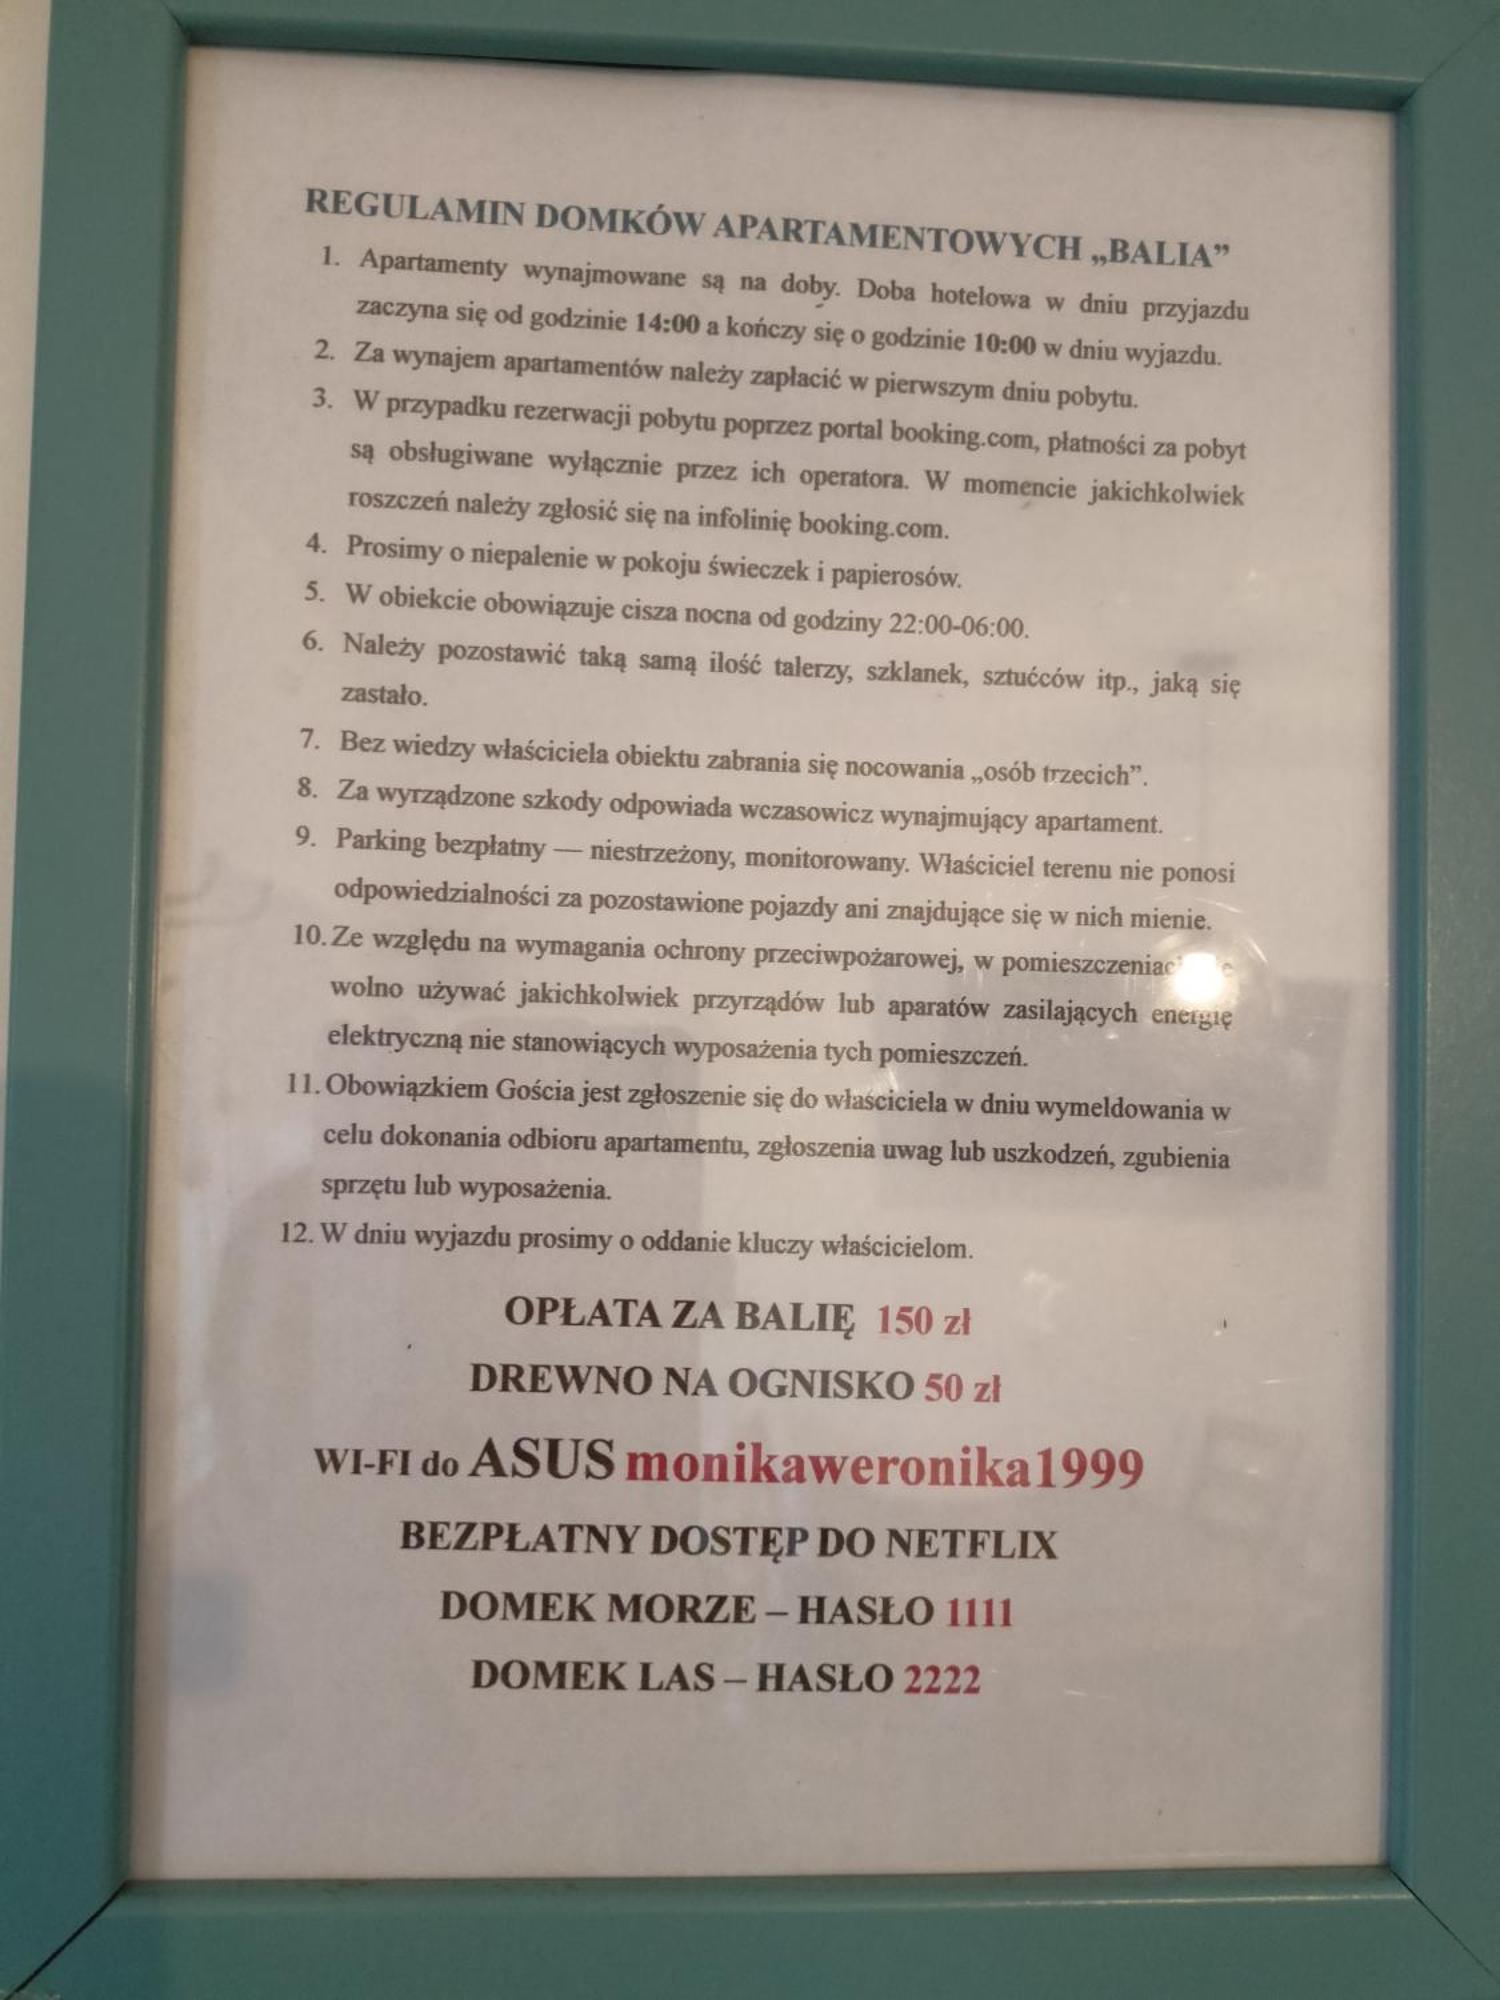 REGULAMIN DOMKÓW APARTAMENTOWYCH „BALIA”
1. Apartamenty wynajmowane są na doby. Doba hotelowa w dniu przyjazdu
zaczyna się od godzinie 14:00 a kończy się o godzinie 10:00 w dniu wyjazdu.
2. Za wynajem apartamentów należy zapłacić w pierwszym dniu pobytu.
3. W przypadku rezerwacji pobytu poprzez portal booking.com, płatności za pobyt
są obsługiwane wyłącznie przez ich operatora. W momencie jakichkolwiek
roszczeń należy zgłosić się na infolinię booking.com.
4. Prosimy o niepalenie w pokoju świeczek i papierosów.
5. W obiekcie obowiązuje cisza nocna od godziny 22:00-06:00.
6. Należy pozostawić taką samą ilość talerzy, szklanek, sztućców itp., jaką się
zastało.
7. Bez wiedzy właściciela obiektu zabrania się nocowania „osób trzecich”.
8. Za wyrządzone szkody odpowiada wczasowicz wynajmujący apartament.
9. Parking bezpłatny — niestrzeżony, monitorowany. Właściciel terenu nie ponosi
odpowiedzialności za pozostawione pojazdy ani znajdujące się w nich mienie.
10. Ze względu na wymagania ochrony przeciwpożarowej, w
wolno używać jakichkolwiek przyrządów lub aparatów zasilających energię
elektryczną nie stanowiących wyposażenia tych pomieszczeń.
11. Obowiązkiem Gościa jest zgłoszenie się do właściciela w dniu wymeldowania w
celu dokonania odbioru apartamentu, zgłoszenia uwag lub uszkodzeń, zgubienia
sprzętu lub wyposażenia.
12. W dniu wyjazdu prosimy o oddanie kluczy właścicielom.
OPŁATA ZA BALIĘ 150 zł
DREWNO NA OGNISKO 50 zł
WI-FI do ASUS monikaweronika1999
BEZPŁATNY DOSTĘP DO NETFLIX
DOMEK MORZE – HASŁO 1111
DOMEK LAS – HASŁO 2222